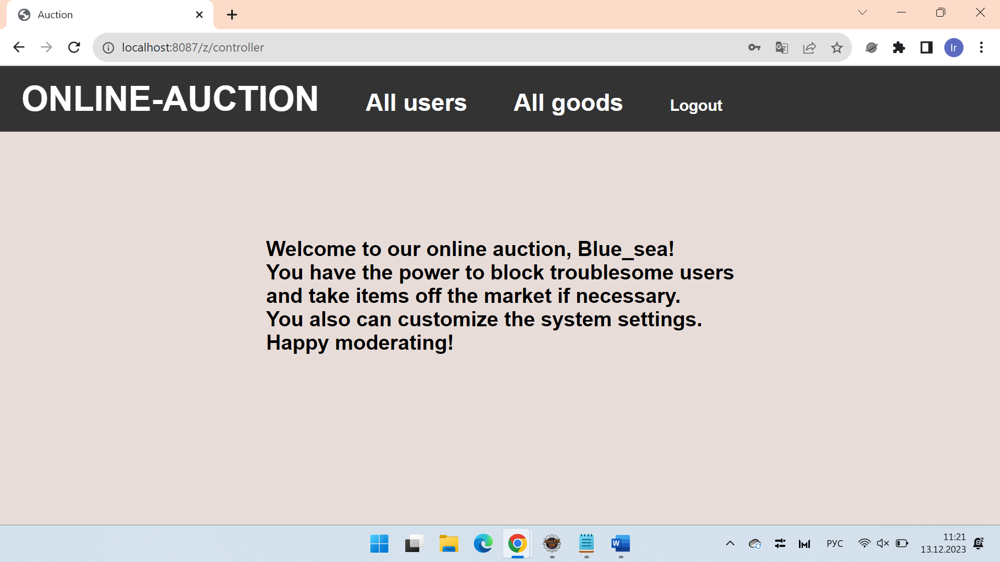 Auction
localhost:8087/z/controller
Ir
ONLINE-AUCTION All users All goods Logout
Welcome to our online auction, Blue_sea!
You have the power to block troublesome users
and take items off the market if necessary.
You also can customize the system settings.
Happy moderating!
РУС
11:21
13.12.2023